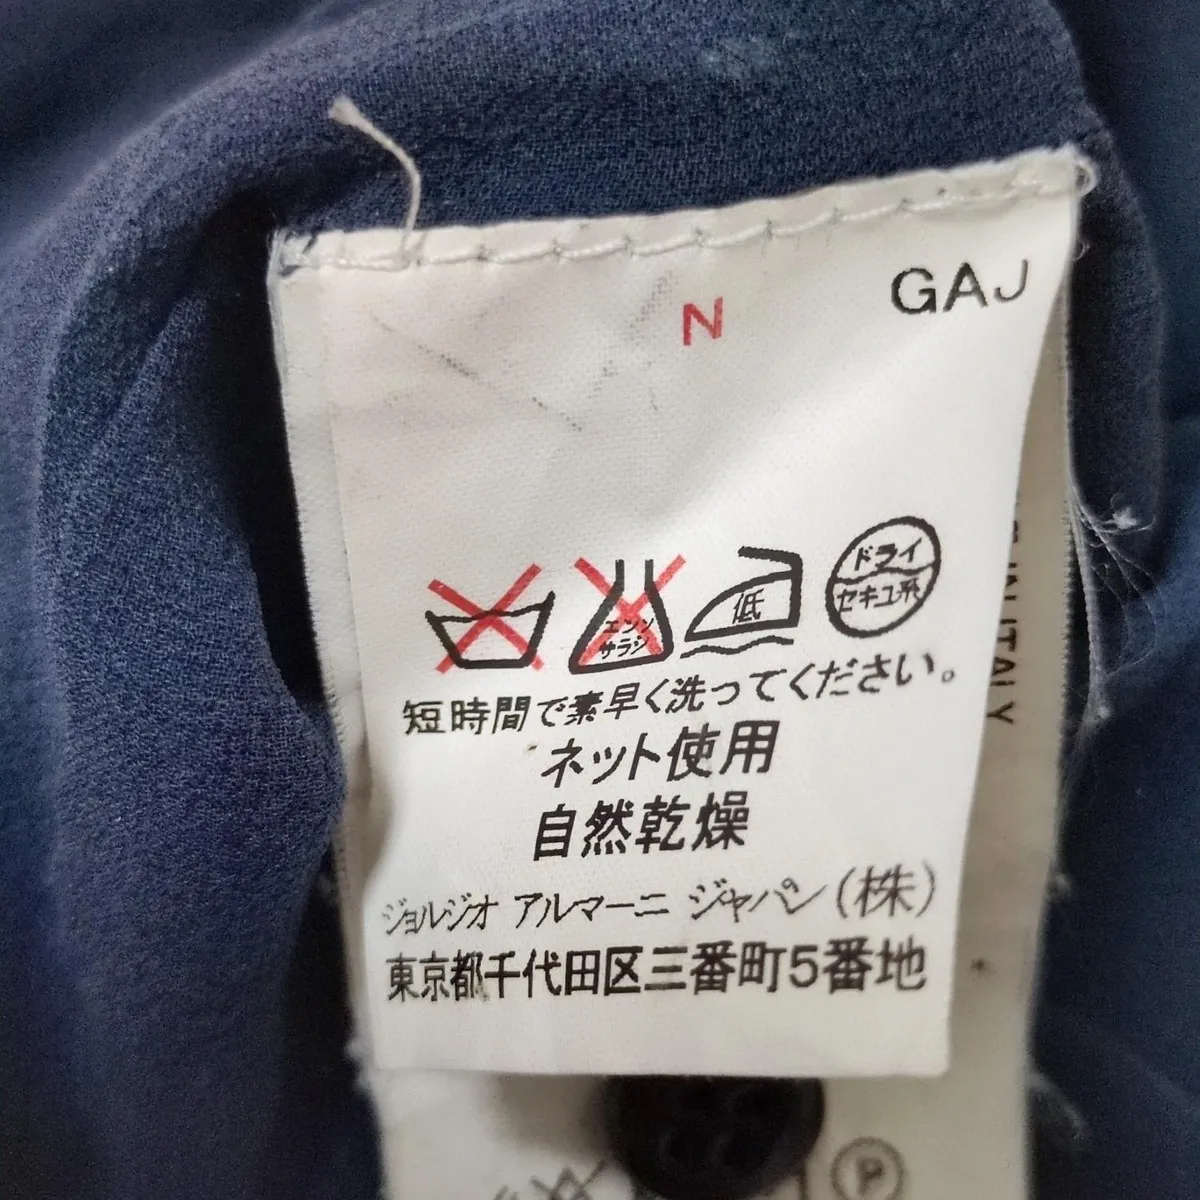 N GAJ
エンソ
サラシ
低
ドライ
セキユ系
短時間で素早く洗ってください。
ネット使用
自然乾燥
ジョルジオ アルマーニ ジャパン(株)
東京都千代田区三番町5番地
IN ITALY
P